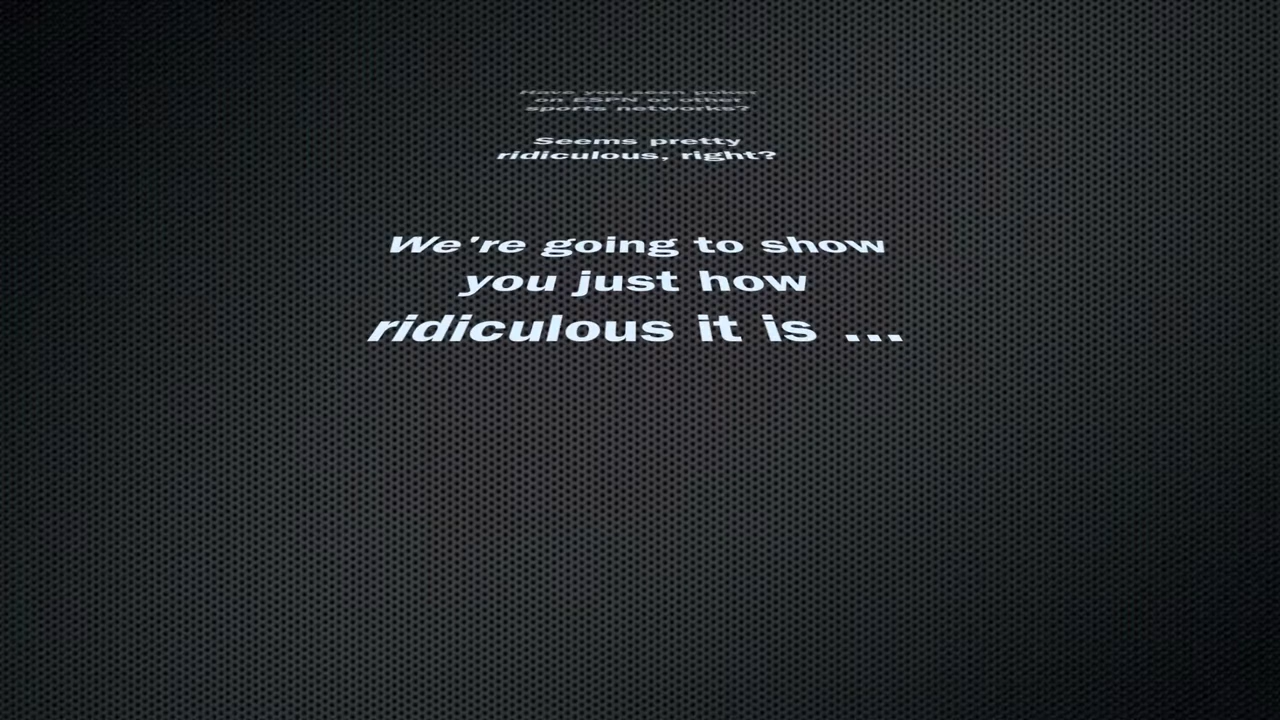 Have you seen poker
on ESPN or other
sports networks?
Seems pretty
ridiculous, right?
We're going to show
you just how
ridiculous it is ...